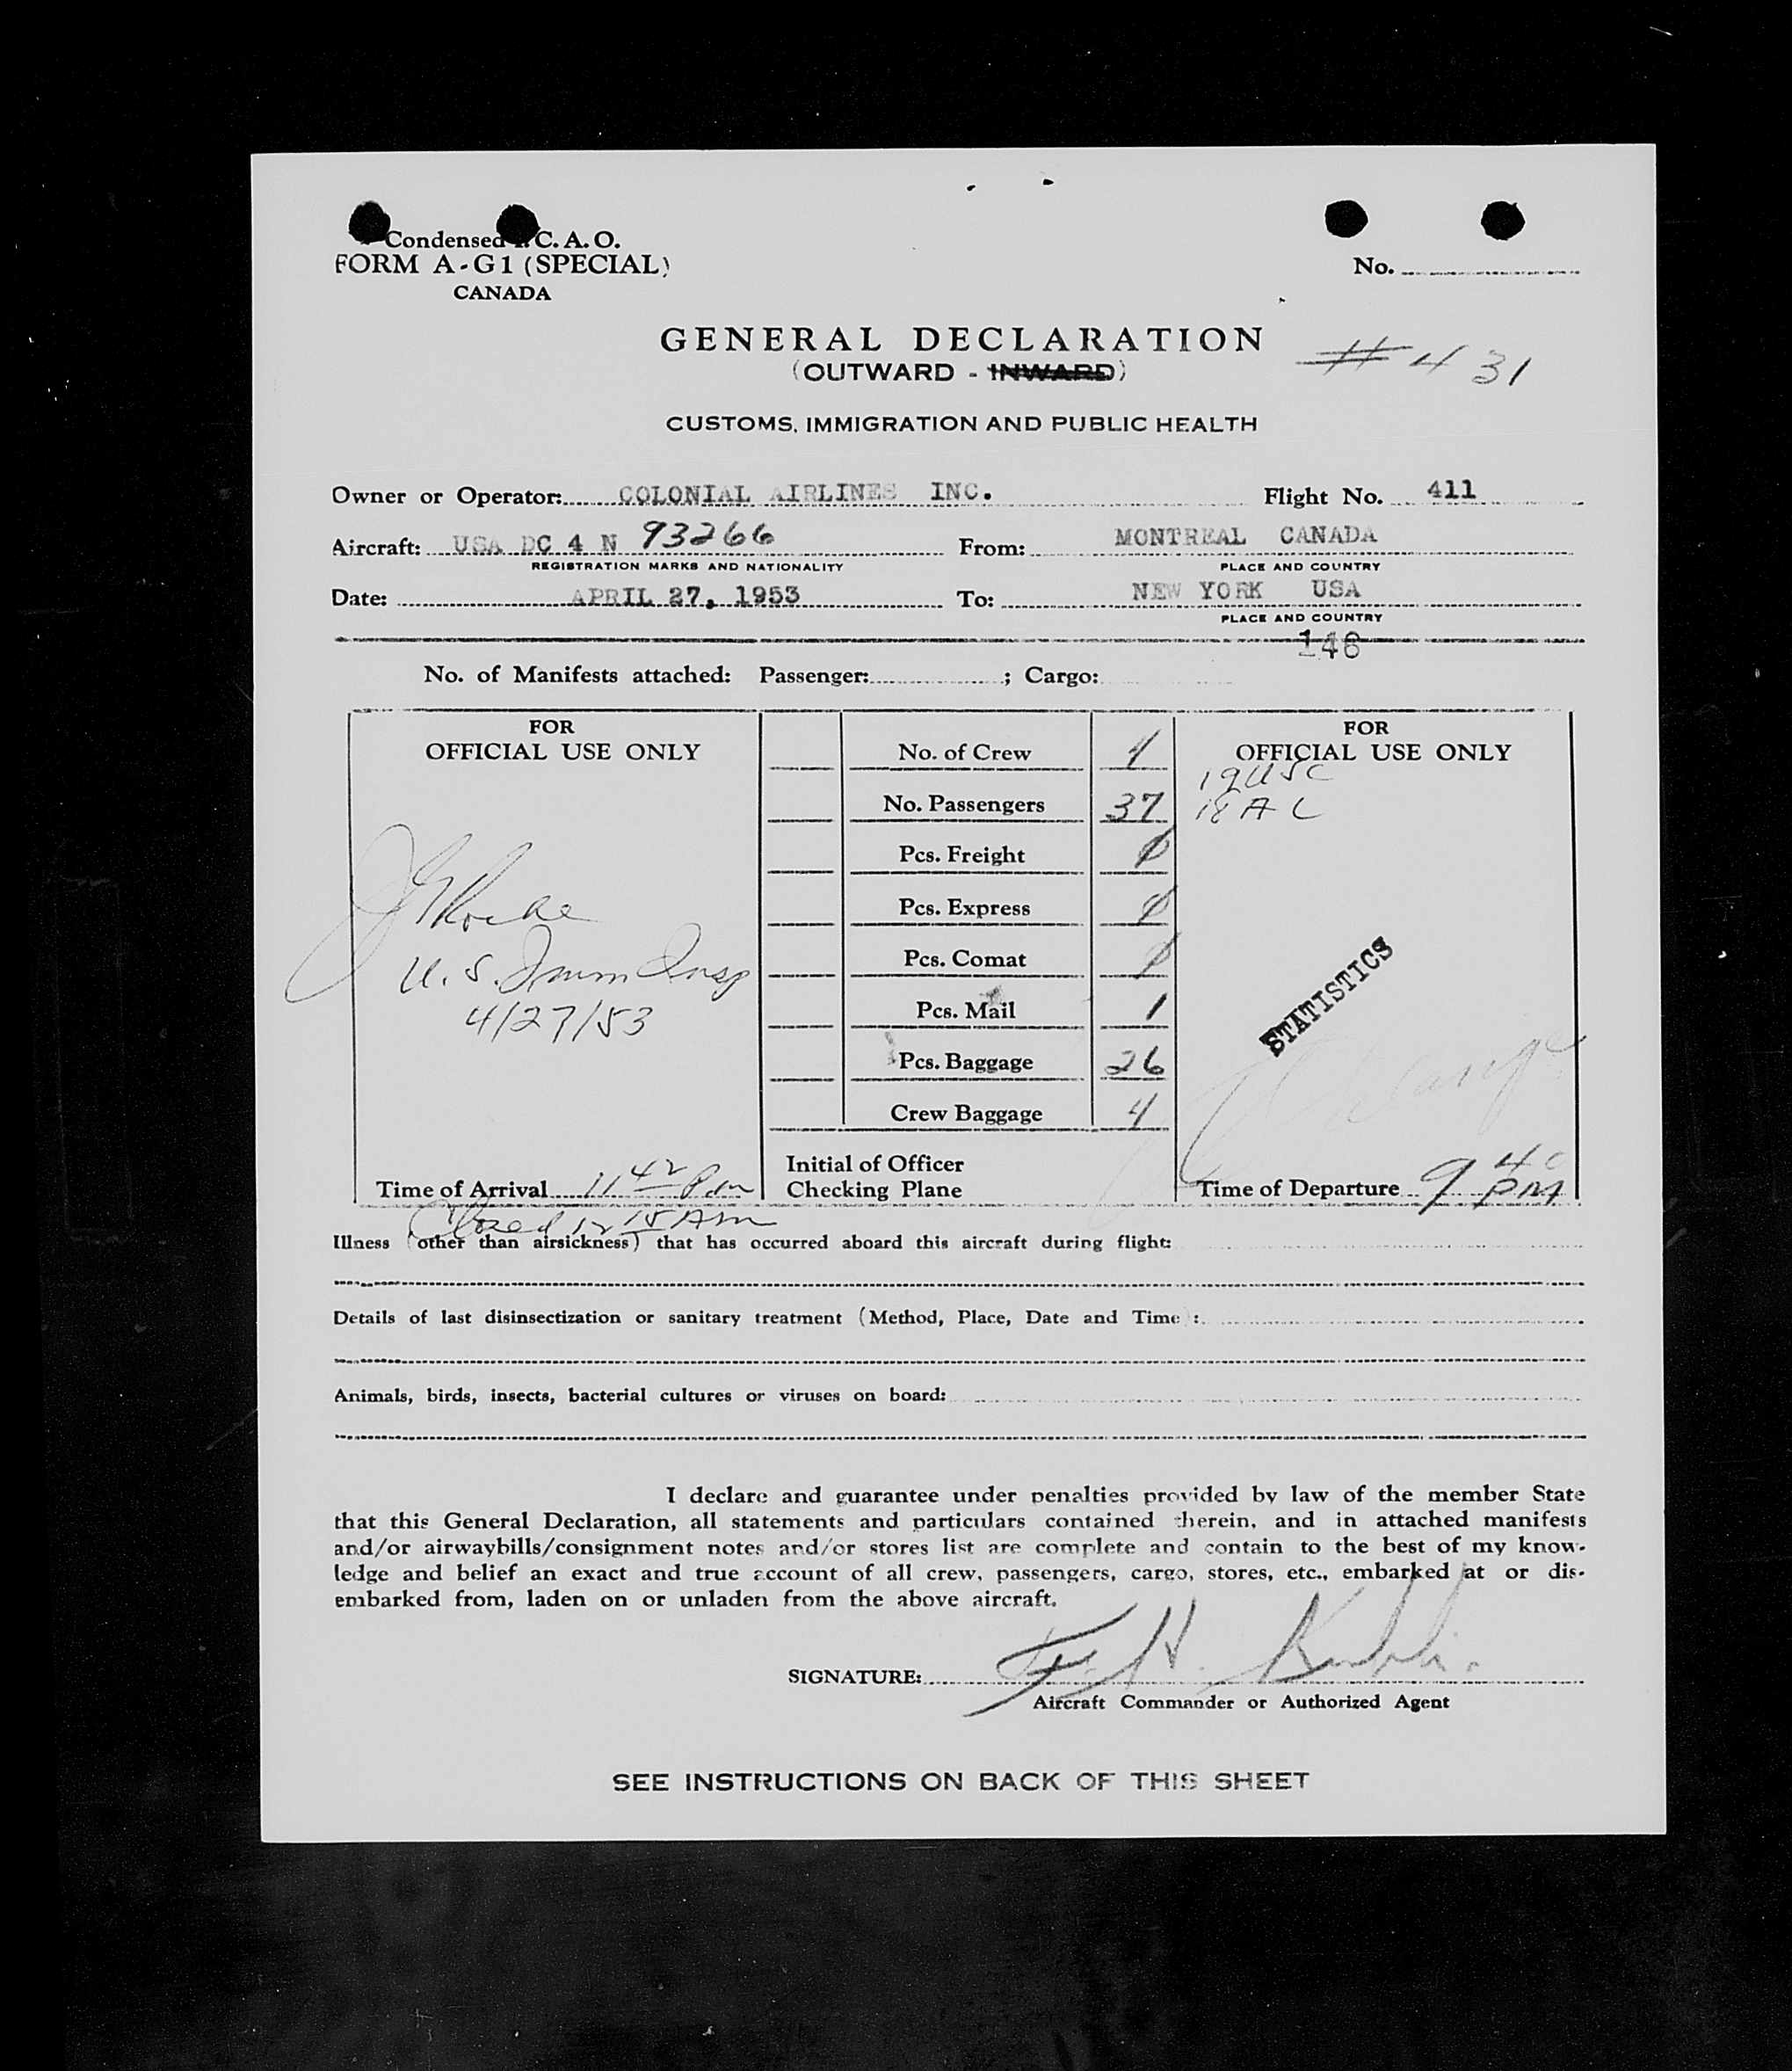 Condensed I. C. A. O.
FORM A-G1 (SPECIAL)
CANADA
No.
GENERAL DECLARATION
(OUTWARD - INWARD)
# 431
CUSTOMS, IMMIGRATION AND PUBLIC HEALTH
Owner or Operator: COLONIAL AIRLINES INC. Flight No. 411
Aircraft: USA DC 4 N 93266 From: MONTREAL CANADA
REGISTRATION MARKS AND NATIONALITY PLACE AND COUNTRY
Date: APRIL 27, 1953 To: NEW YORK USA
PLACE AND COUNTRY
146
No. of Manifests attached: Passenger: ; Cargo:
FOR
OFFICIAL USE ONLY
U. S. Imm Insp
4/27/53
Time of Arrival 11 42 Pm
Closed 12 15 AM
No. of Crew 4
No. Passengers 37
Pcs. Freight 0
Pcs. Express 0
Pcs. Comat 0
Pcs. Mail 1
Pcs. Baggage 26
Crew Baggage 4
Initial of Officer
Checking Plane
FOR
OFFICIAL USE ONLY
19 USC
18 A L
STATISTICS
Time of Departure 9 40 PM
Illness (other than airsickness) that has occurred aboard this aircraft during flight:
Details of last disinsectization or sanitary treatment (Method, Place, Date and Time):
Animals, birds, insects, bacterial cultures or viruses on board:
I declare and guarantee under penalties provided by law of the member State
that this General Declaration, all statements and particulars contained therein, and in attached manifests
and/or airwaybills/consignment notes and/or stores list are complete and contain to the best of my know-
ledge and belief an exact and true account of all crew, passengers, cargo, stores, etc., embarked at or dis-
embarked from, laden on or unladen from the above aircraft.
SIGNATURE: F. H.
Aircraft Commander or Authorized Agent
SEE INSTRUCTIONS ON BACK OF THIS SHEET